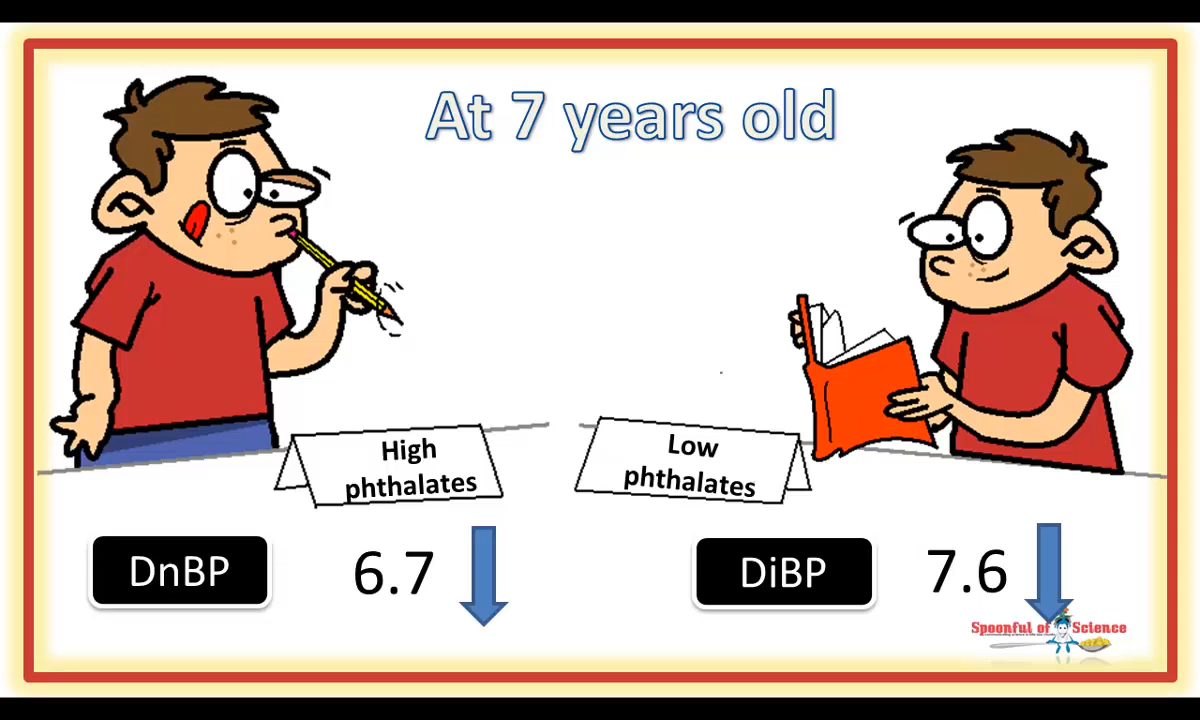 At 7 years old
High
phthalates
Low
phthalates
DnBP 6.7
DiBP 7.6
Spoonful of Science